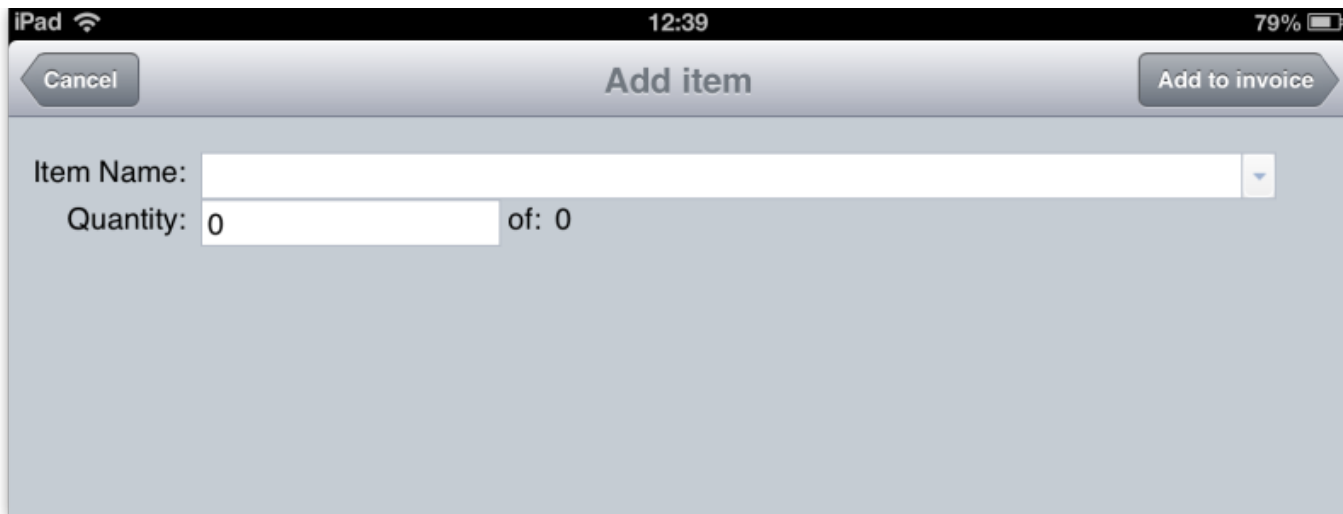 iPad 12:39 79%
Cancel Add item Add to invoice
Item Name:
Quantity: 0 of: 0